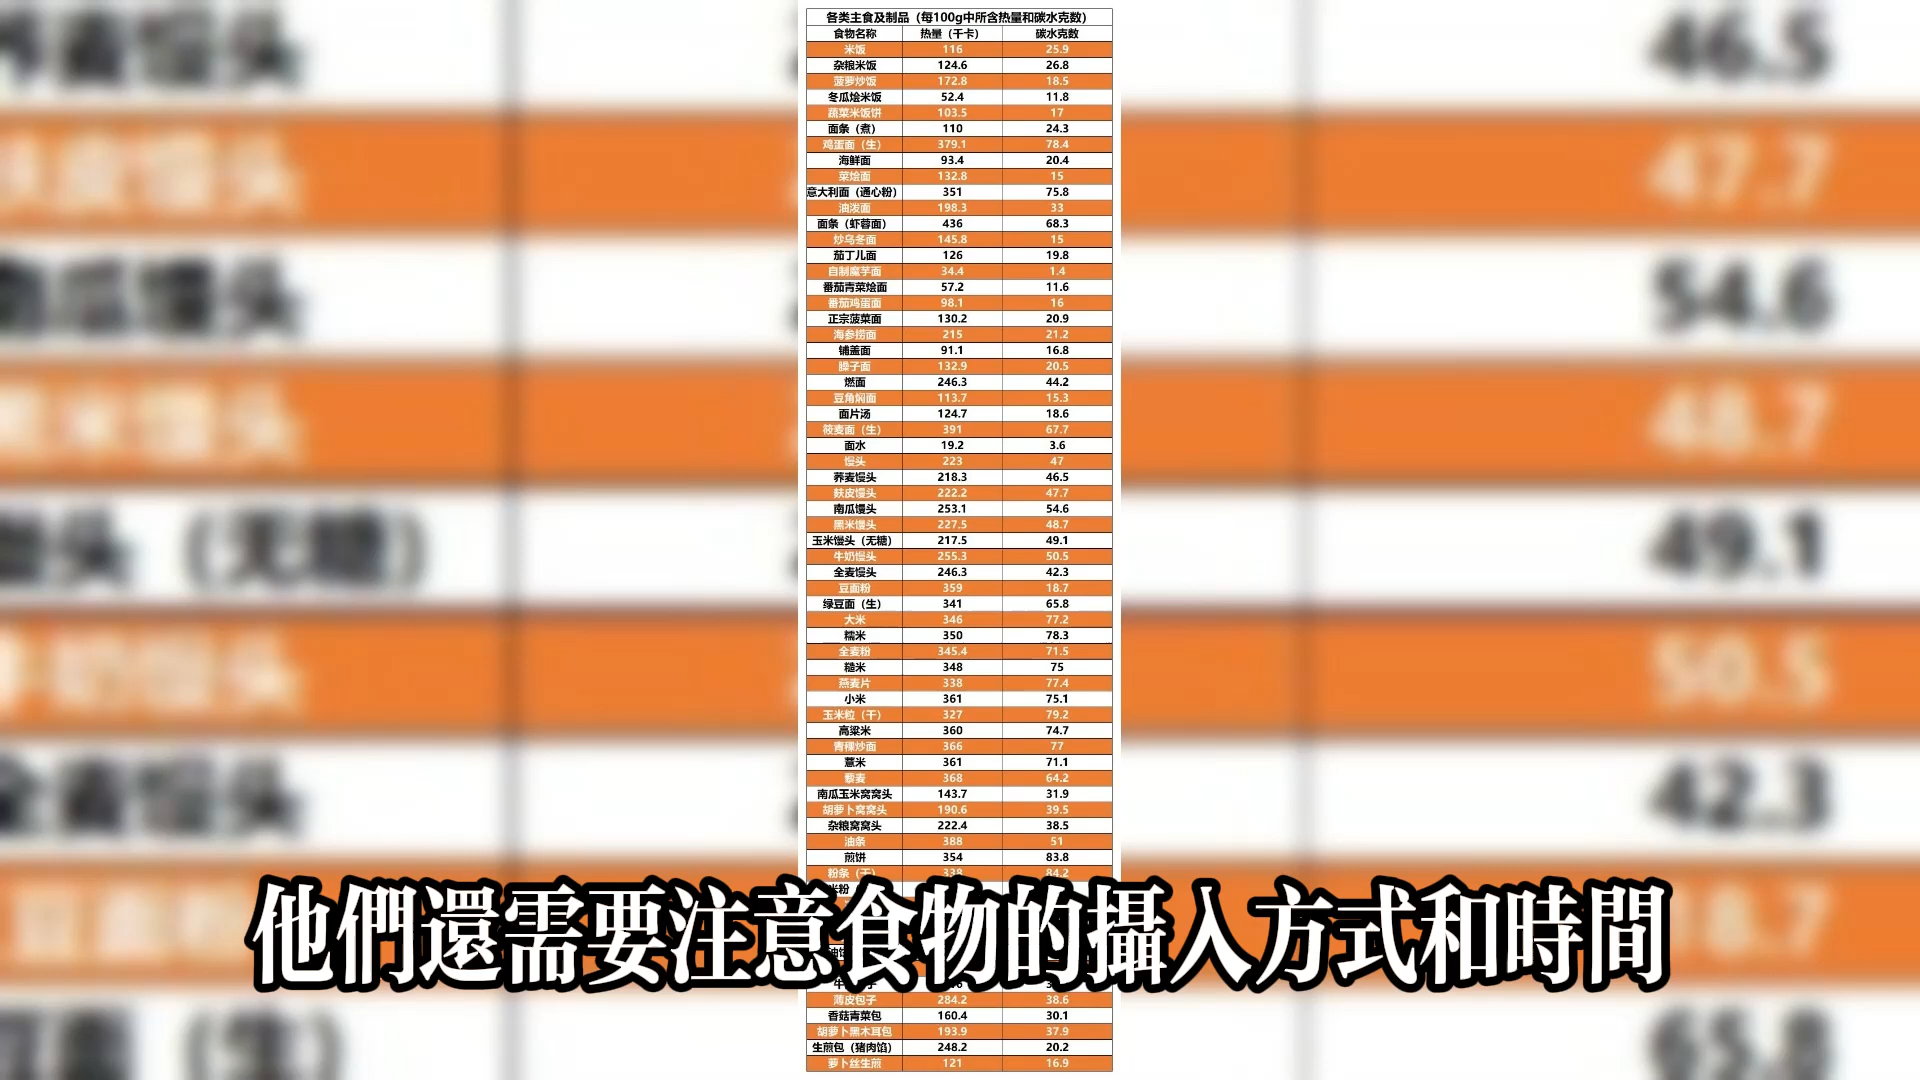 各类主食及制品（每100g中所含热量和碳水克数）
食物名称 热量（千卡） 碳水克数
米饭 116 25.9
杂粮米饭 124.6 26.8
菠萝炒饭 172.8 18.5
冬瓜烩米饭 52.4 11.8
蔬菜米饭饼 103.5 17
面条（煮） 110 24.3
鸡蛋面（生） 379.1 78.4
海鲜面 93.4 20.4
菜烩面 132.8 15
意大利面（通心粉） 351 75.8
油泼面 198.3 33
面条（虾蓉面） 436 68.3
炒乌冬面 145.8 15
茄丁儿面 126 19.8
自制魔芋面 34.4 1.4
番茄青菜烩面 57.2 11.6
番茄鸡蛋面 98.1 16
正宗菠菜面 130.2 20.9
海参捞面 215 21.2
铺盖面 91.1 16.8
臊子面 132.9 20.5
燃面 246.3 44.2
豆角焖面 113.7 15.3
面片汤 124.7 18.6
莜麦面（生） 391 67.7
面水 19.2 3.6
馒头 223 47
荞麦馒头 218.3 46.5
麸皮馒头 222.2 47.7
南瓜馒头 253.1 54.6
黑米馒头 227.5 48.7
玉米馒头（无糖） 217.5 49.1
牛奶馒头 255.3 50.5
全麦馒头 246.3 42.3
豆面粉 359 18.7
绿豆面（生） 341 65.8
大米 346 77.2
糯米 350 78.3
全麦粉 345.4 71.5
糙米 348 75
燕麦片 338 77.4
小米 361 75.1
玉米粒（干） 327 79.2
高粱米 360 74.7
青稞炒面 366 77
薏米 361 71.1
藜麦 368 64.2
南瓜玉米窝窝头 143.7 31.9
胡萝卜窝窝头 190.6 39.5
杂粮窝窝头 222.4 38.5
油条 388 51
煎饼 354 83.8
粉条（干） 338 84.2
米粉
他們還需要注意食物的攝入方式和時間
薄皮包子 284.2 38.6
香菇青菜包 160.4 30.1
胡萝卜黑木耳包 193.9 37.9
生煎包（猪肉馅） 248.2 20.2
萝卜丝生煎 121 16.9